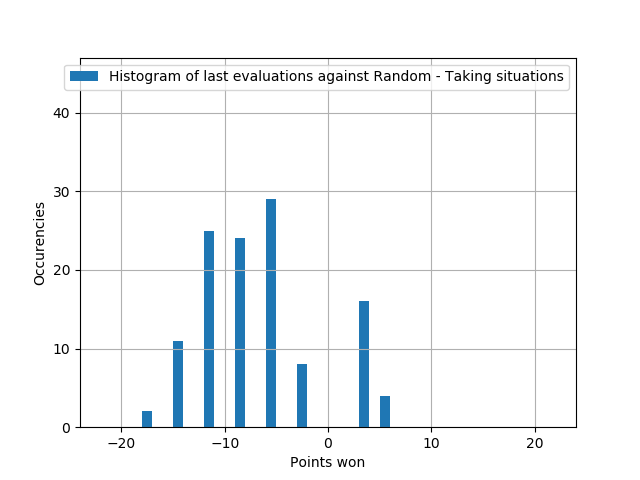 Histogram of last evaluations against Random - Taking situations
40
30
20
10
0
Occurencies
−20 −10 0 10 20
Points won